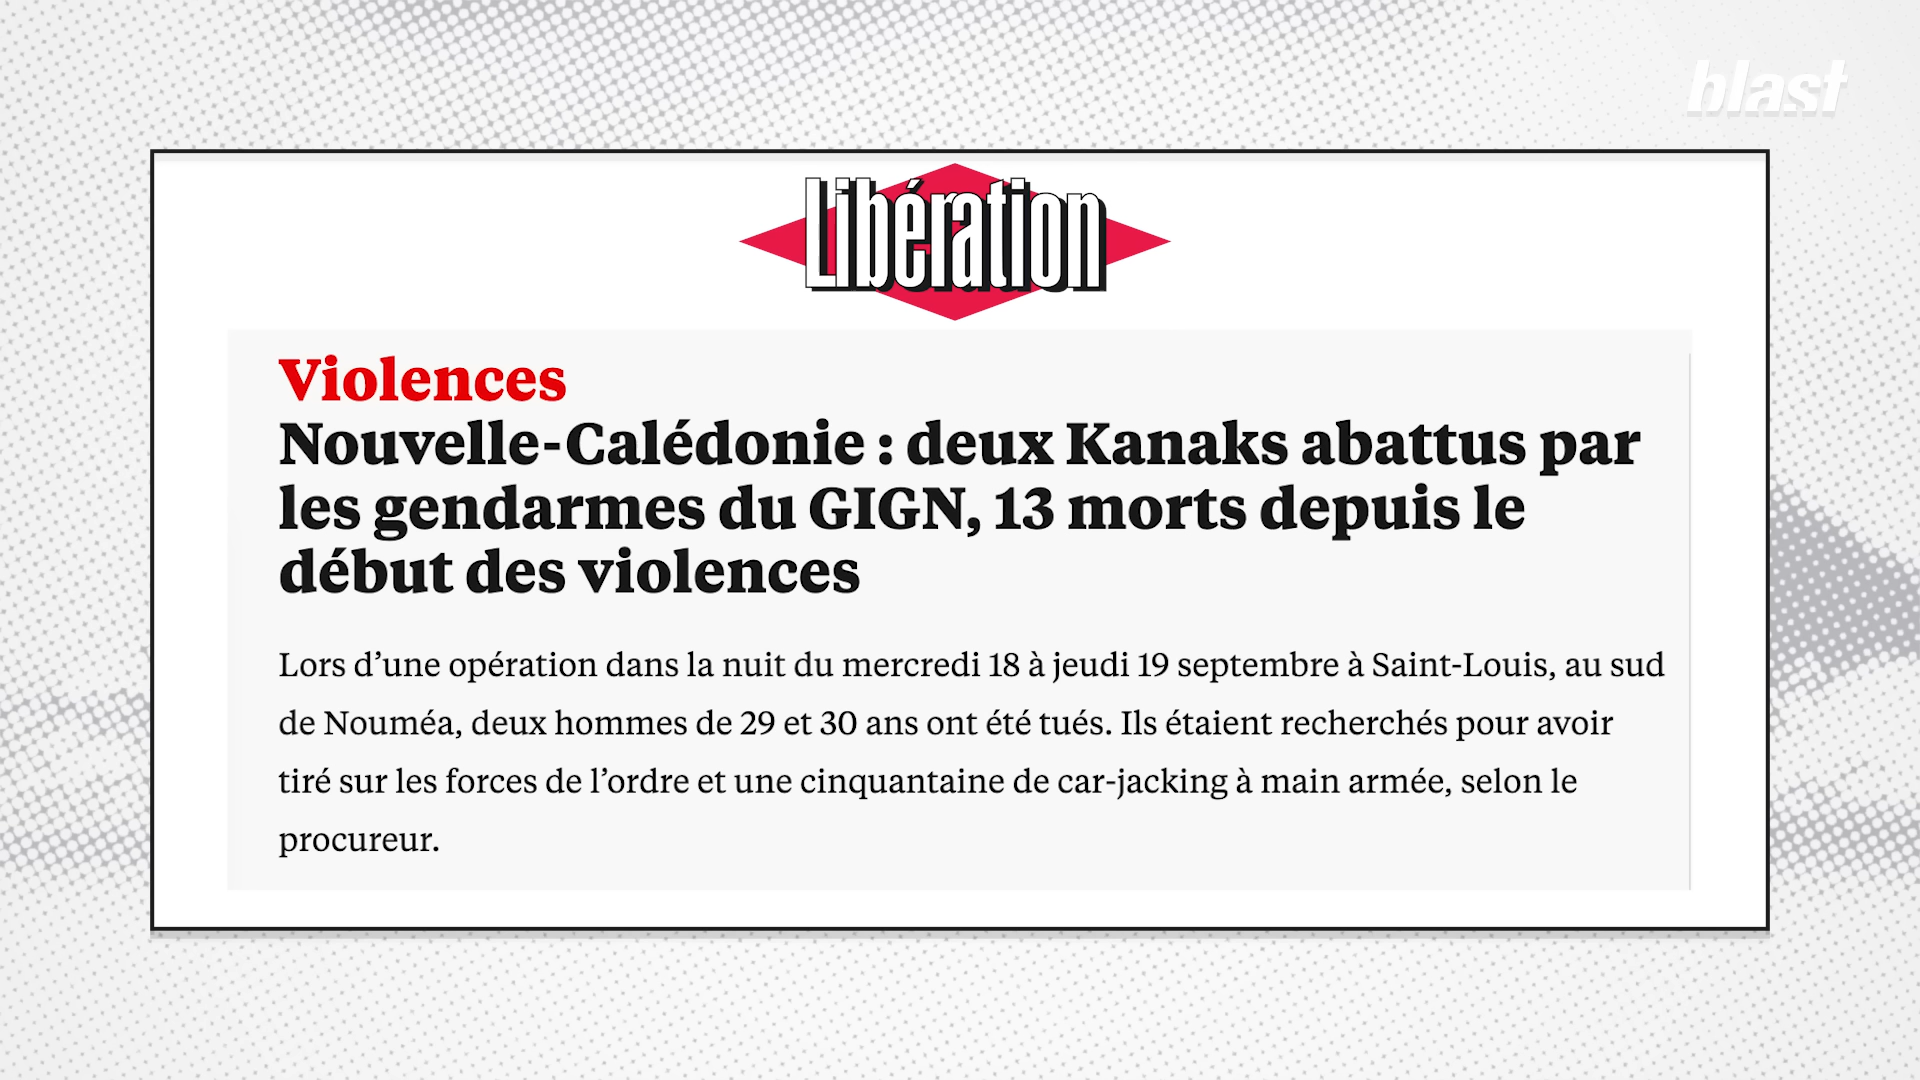 blast
Libération
Violences
Nouvelle-Calédonie : deux Kanaks abattus par
les gendarmes du GIGN, 13 morts depuis le
début des violences
Lors d’une opération dans la nuit du mercredi 18 à jeudi 19 septembre à Saint-Louis, au sud
de Nouméa, deux hommes de 29 et 30 ans ont été tués. Ils étaient recherchés pour avoir
tiré sur les forces de l’ordre et une cinquantaine de car-jacking à main armée, selon le
procureur.